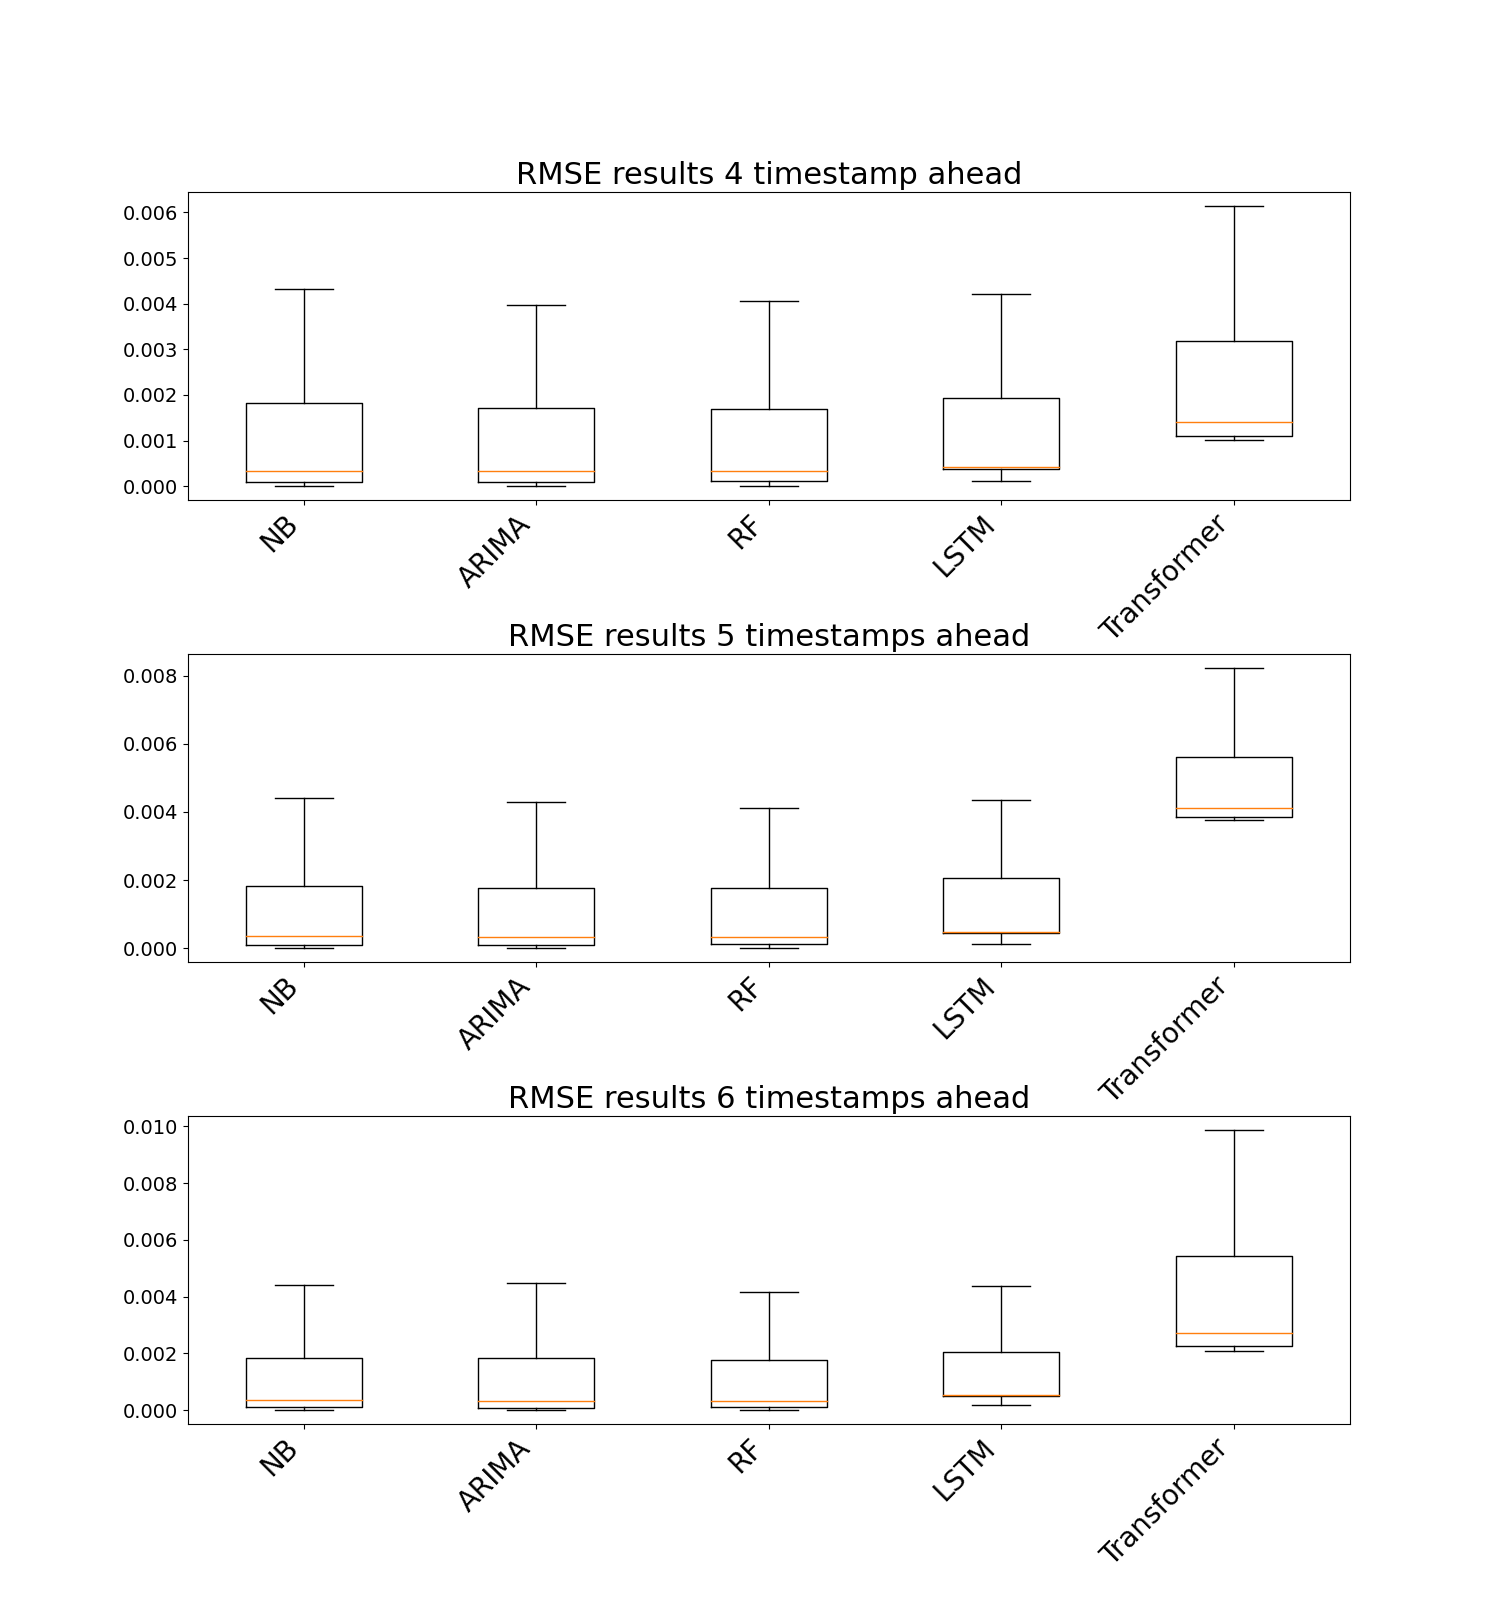 RMSE results 4 timestamp ahead
0.006
0.005
0.004
0.003
0.002
0.001
0.000
NB
ARIMA
RF
LSTM
Transformer
RMSE results 5 timestamps ahead
0.008
0.006
0.004
0.002
0.000
NB
ARIMA
RF
LSTM
Transformer
RMSE results 6 timestamps ahead
0.010
0.008
0.006
0.004
0.002
0.000
NB
ARIMA
RF
LSTM
Transformer